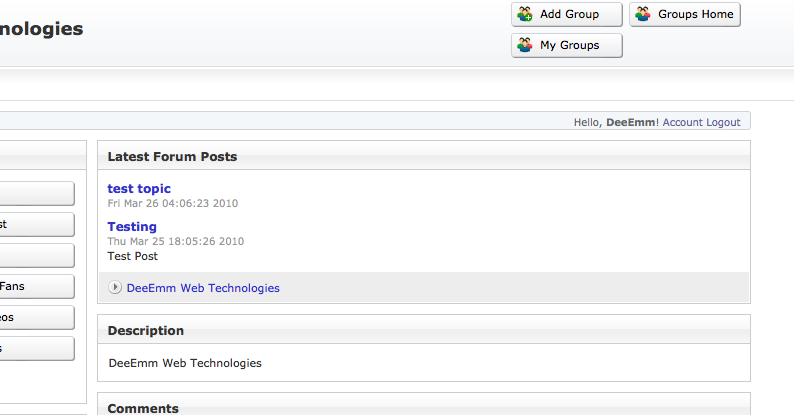 nologies
Add Group
Groups Home
My Groups
Hello, DeeEmm! Account Logout
st
Fans
eos
s
Latest Forum Posts
test topic
Fri Mar 26 04:06:23 2010
Testing
Thu Mar 25 18:05:26 2010
Test Post
DeeEmm Web Technologies
Description
DeeEmm Web Technologies
Comments